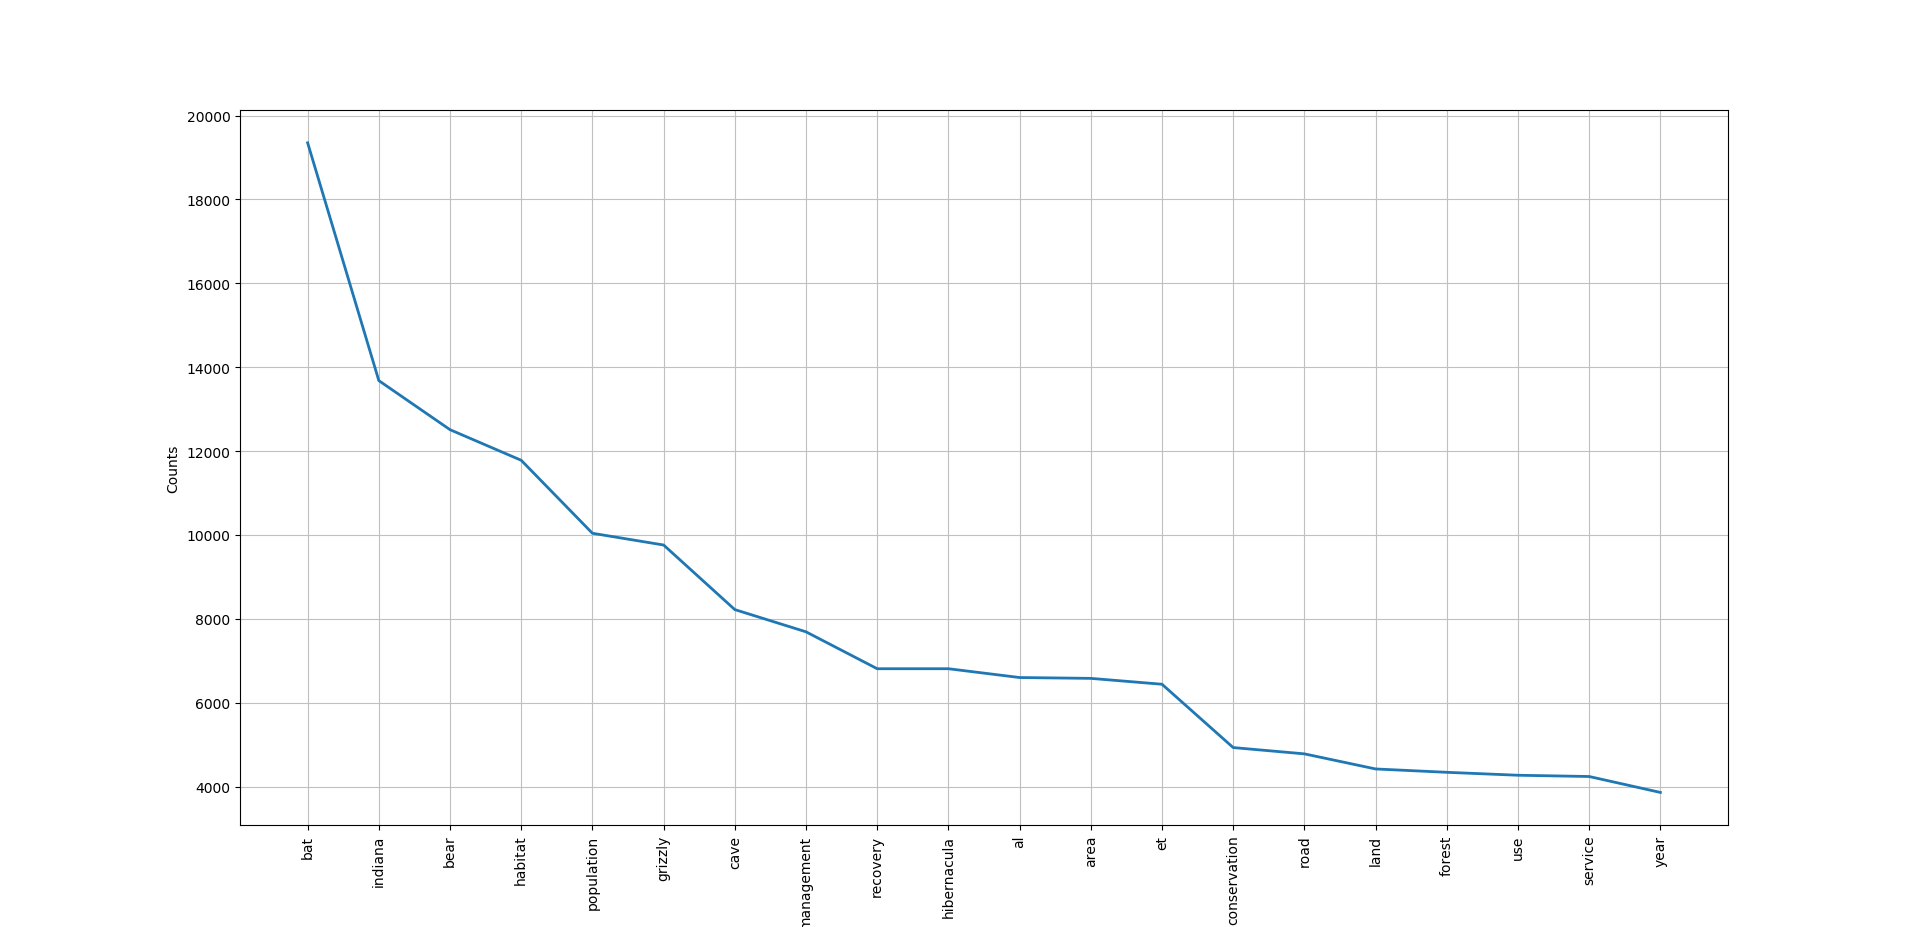 20000
18000
16000
14000
12000
10000
8000
6000
4000
Counts
bat
indiana
bear
habitat
population
grizzly
cave
management
recovery
hibernacula
al
area
et
conservation
road
land
forest
use
service
year